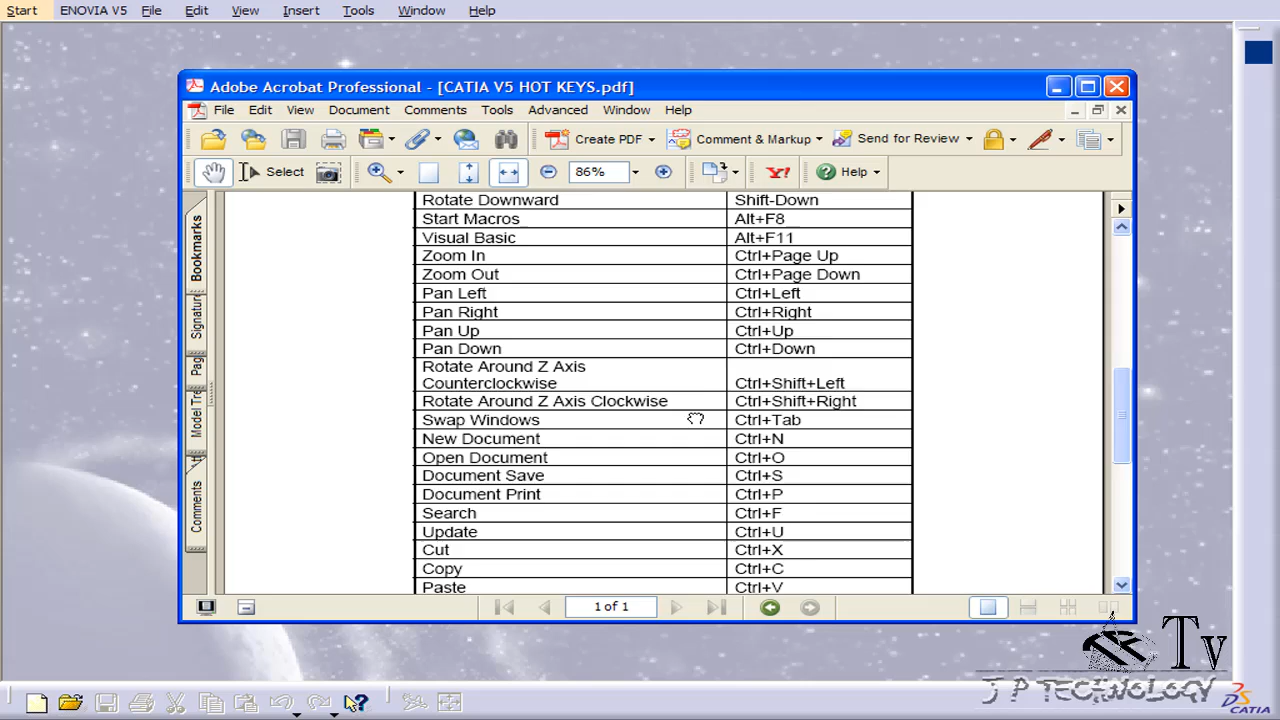 Start ENOVIA V5 File Edit View Insert Tools Window Help
Adobe Acrobat Professional - [CATIA V5 HOT KEYS.pdf]
File Edit View Document Comments Tools Advanced Window Help
Create PDF Comment & Markup Send for Review
Select 86% Y! Help
Bookmarks
Signature
Pag
Model Tre
Comments
Rotate Downward Shift-Down
Start Macros Alt+F8
Visual Basic Alt+F11
Zoom In Ctrl+Page Up
Zoom Out Ctrl+Page Down
Pan Left Ctrl+Left
Pan Right Ctrl+Right
Pan Up Ctrl+Up
Pan Down Ctrl+Down
Rotate Around Z Axis
Counterclockwise Ctrl+Shift+Left
Rotate Around Z Axis Clockwise Ctrl+Shift+Right
Swap Windows Ctrl+Tab
New Document Ctrl+N
Open Document Ctrl+O
Document Save Ctrl+S
Document Print Ctrl+P
Search Ctrl+F
Update Ctrl+U
Cut Ctrl+X
Copy Ctrl+C
Paste Ctrl+V
1 of 1
Tv
J P TECHNOLOGY
CATIA